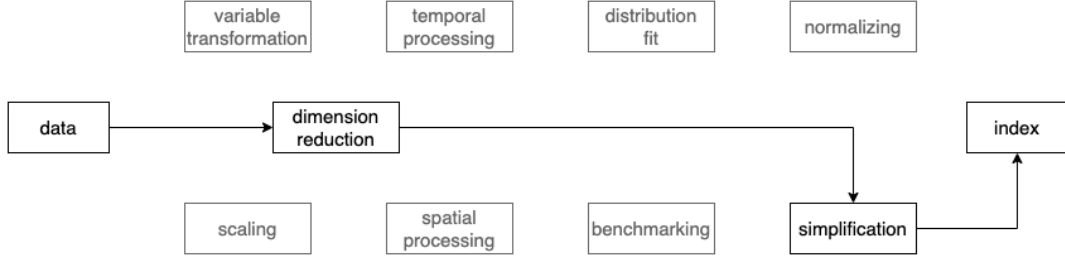 variable
transformation
temporal
processing
distribution
fit
normalizing
data
dimension
reduction
index
scaling
spatial
processing
benchmarking
simplification